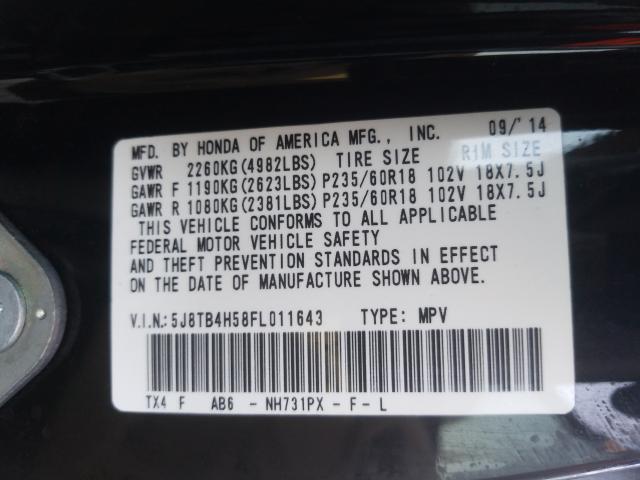 MFD. BY HONDA OF AMERICA MFG., INC. 09/'14
GVWR 2260KG(4982LBS) TIRE SIZE RIM SIZE
GAWR F 1190KG(2623LBS) P235/60R18 102V 18X7.5J
GAWR R 1080KG(2381LBS) P235/60R18 102V 18X7.5J
THIS VEHICLE CONFORMS TO ALL APPLICABLE
FEDERAL MOTOR VEHICLE SAFETY
AND THEFT PREVENTION STANDARDS IN EFFECT
ON THE DATE OF MANUFACTURE SHOWN ABOVE.
V.I.N.: 5J8TB4H58FL011643 TYPE: MPV
TX4 F AB6 - NH731PX - F - L